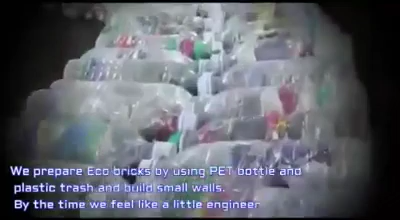 We prepare Eco bricks by using PET bottle and
plastic trash and build small walls.
By the time we feel like a little engineer